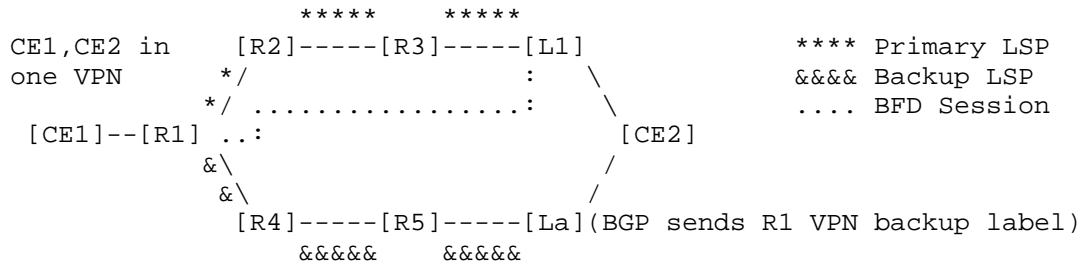 *****   *****
CE1,CE2 in    [R2]-----[R3]-----[L1]             **** Primary LSP
one VPN      */                  :   \           &&&& Backup LSP
            */ ..................:    \          .... BFD Session
 [CE1]--[R1] ..:                      [CE2]
            &\                        /
             &\                      /
              [R4]-----[R5]-----[La](BGP sends R1 VPN backup label)
                  &&&&&    &&&&&